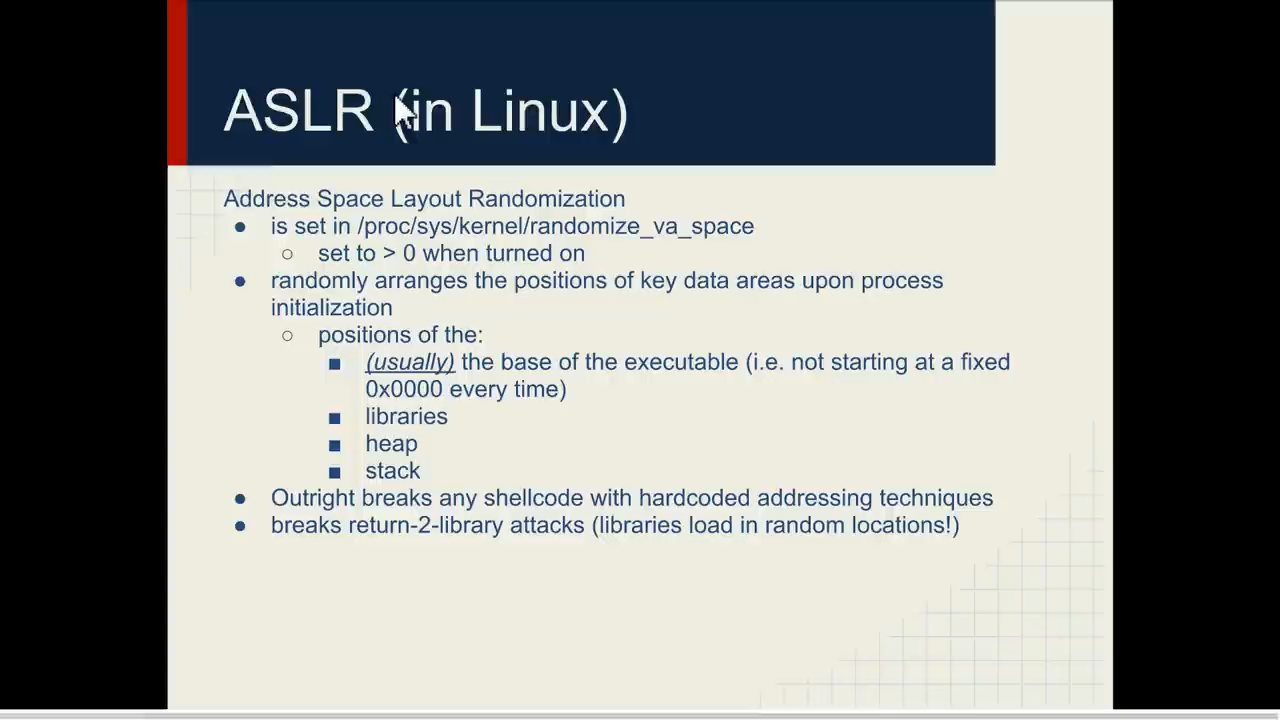 ASLR (in Linux)
Address Space Layout Randomization
● is set in /proc/sys/kernel/randomize_va_space
○ set to > 0 when turned on
● randomly arranges the positions of key data areas upon process
initialization
○ positions of the:
■ (usually) the base of the executable (i.e. not starting at a fixed
0x0000 every time)
■ libraries
■ heap
■ stack
● Outright breaks any shellcode with hardcoded addressing techniques
● breaks return-2-library attacks (libraries load in random locations!)